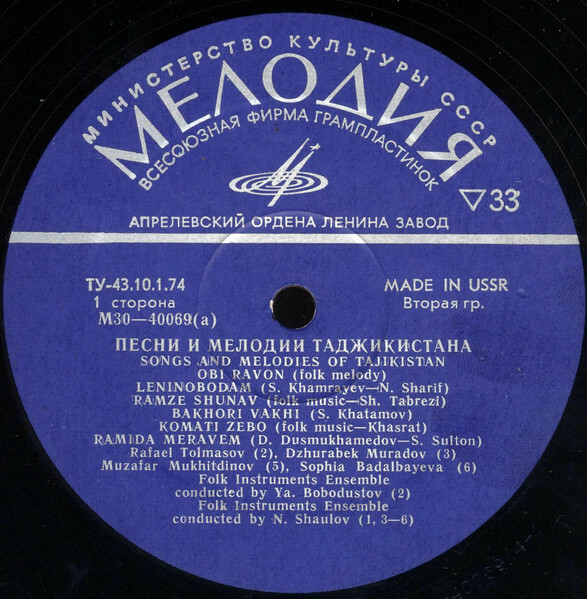 МИНИСТЕРСТВО КУЛЬТУРЫ СССР
МЕЛОДИЯ
ВСЕСОЮЗНАЯ ФИРМА ГРАМПЛАСТИНОК
▽33
АПРЕЛЕВСКИЙ ОРДЕНА ЛЕНИНА ЗАВОД
ТУ-43.10.1.74
MADE IN USSR
1 сторона
Вторая гр.
М30—40069(а)
ПЕСНИ И МЕЛОДИИ ТАДЖИКИСТАНА
SONGS AND MELODIES OF TAJIKISTAN
OBI RAVON (folk melody)
LENINOBODAM (S. Khamrayev—N. Sharif)
RAMZE SHUNAV (folk music—Sh. Tabrezi)
BAKHORI VAKHI (S. Khatamov)
KOMATI ZEBO (folk music—Khasrat)
RAMIDA MERAVEM (D. Dusmukhamedov—S. Sulton)
Rafael Tolmasov (2), Dzhurabek Muradov (3)
Muzafar Mukhitdinov (5), Sophia Badalbayeva (6)
Folk Instruments Ensemble
conducted by Ya. Bobodustov (2)
Folk Instruments Ensemble
conducted by N. Shaulov (1, 3—6)